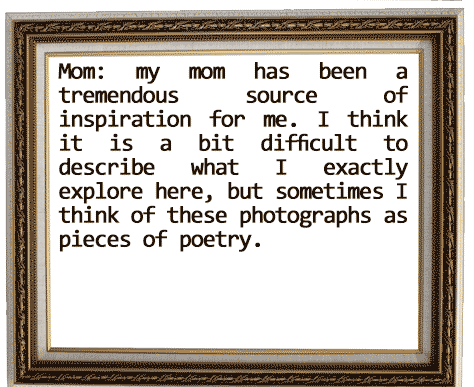 Mom: my mom has been a
tremendous source of
inspiration for me. I think
it is a bit difficult to
describe what I exactly
explore here, but sometimes I
think of these photographs as
pieces of poetry.